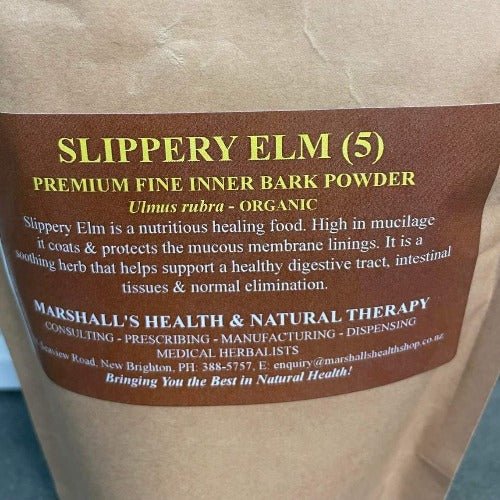 SLIPPERY ELM (5)
PREMIUM FINE INNER BARK POWDER
Ulmus rubra - ORGANIC
Slippery Elm is a nutritious healing food. High in mucilage
it coats & protects the mucous membrane linings. It is a
soothing herb that helps support a healthy digestive tract, intestinal
tissues & normal elimination.
MARSHALL'S HEALTH & NATURAL THERAPY
CONSULTING - PRESCRIBING - MANUFACTURING - DISPENSING
MEDICAL HERBALISTS
Seaview Road, New Brighton, PH: 388-5757, E: enquiry@marshallshealthshop.co.nz
Bringing You the Best in Natural Health!